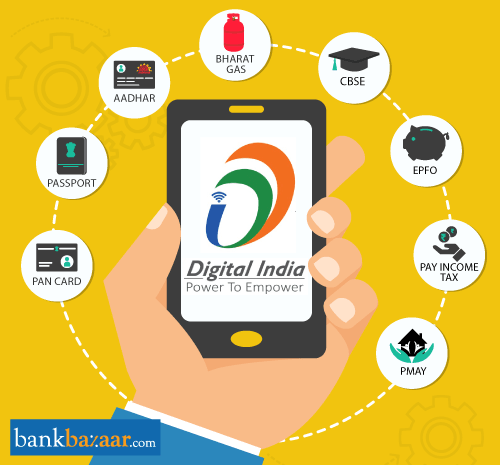 BHARAT
GAS
CBSE
AADHAR
EPFO
PASSPORT
PAN CARD
PAY INCOME
TAX
PMAY
Digital India
Power To Empower
bankbazaar.com